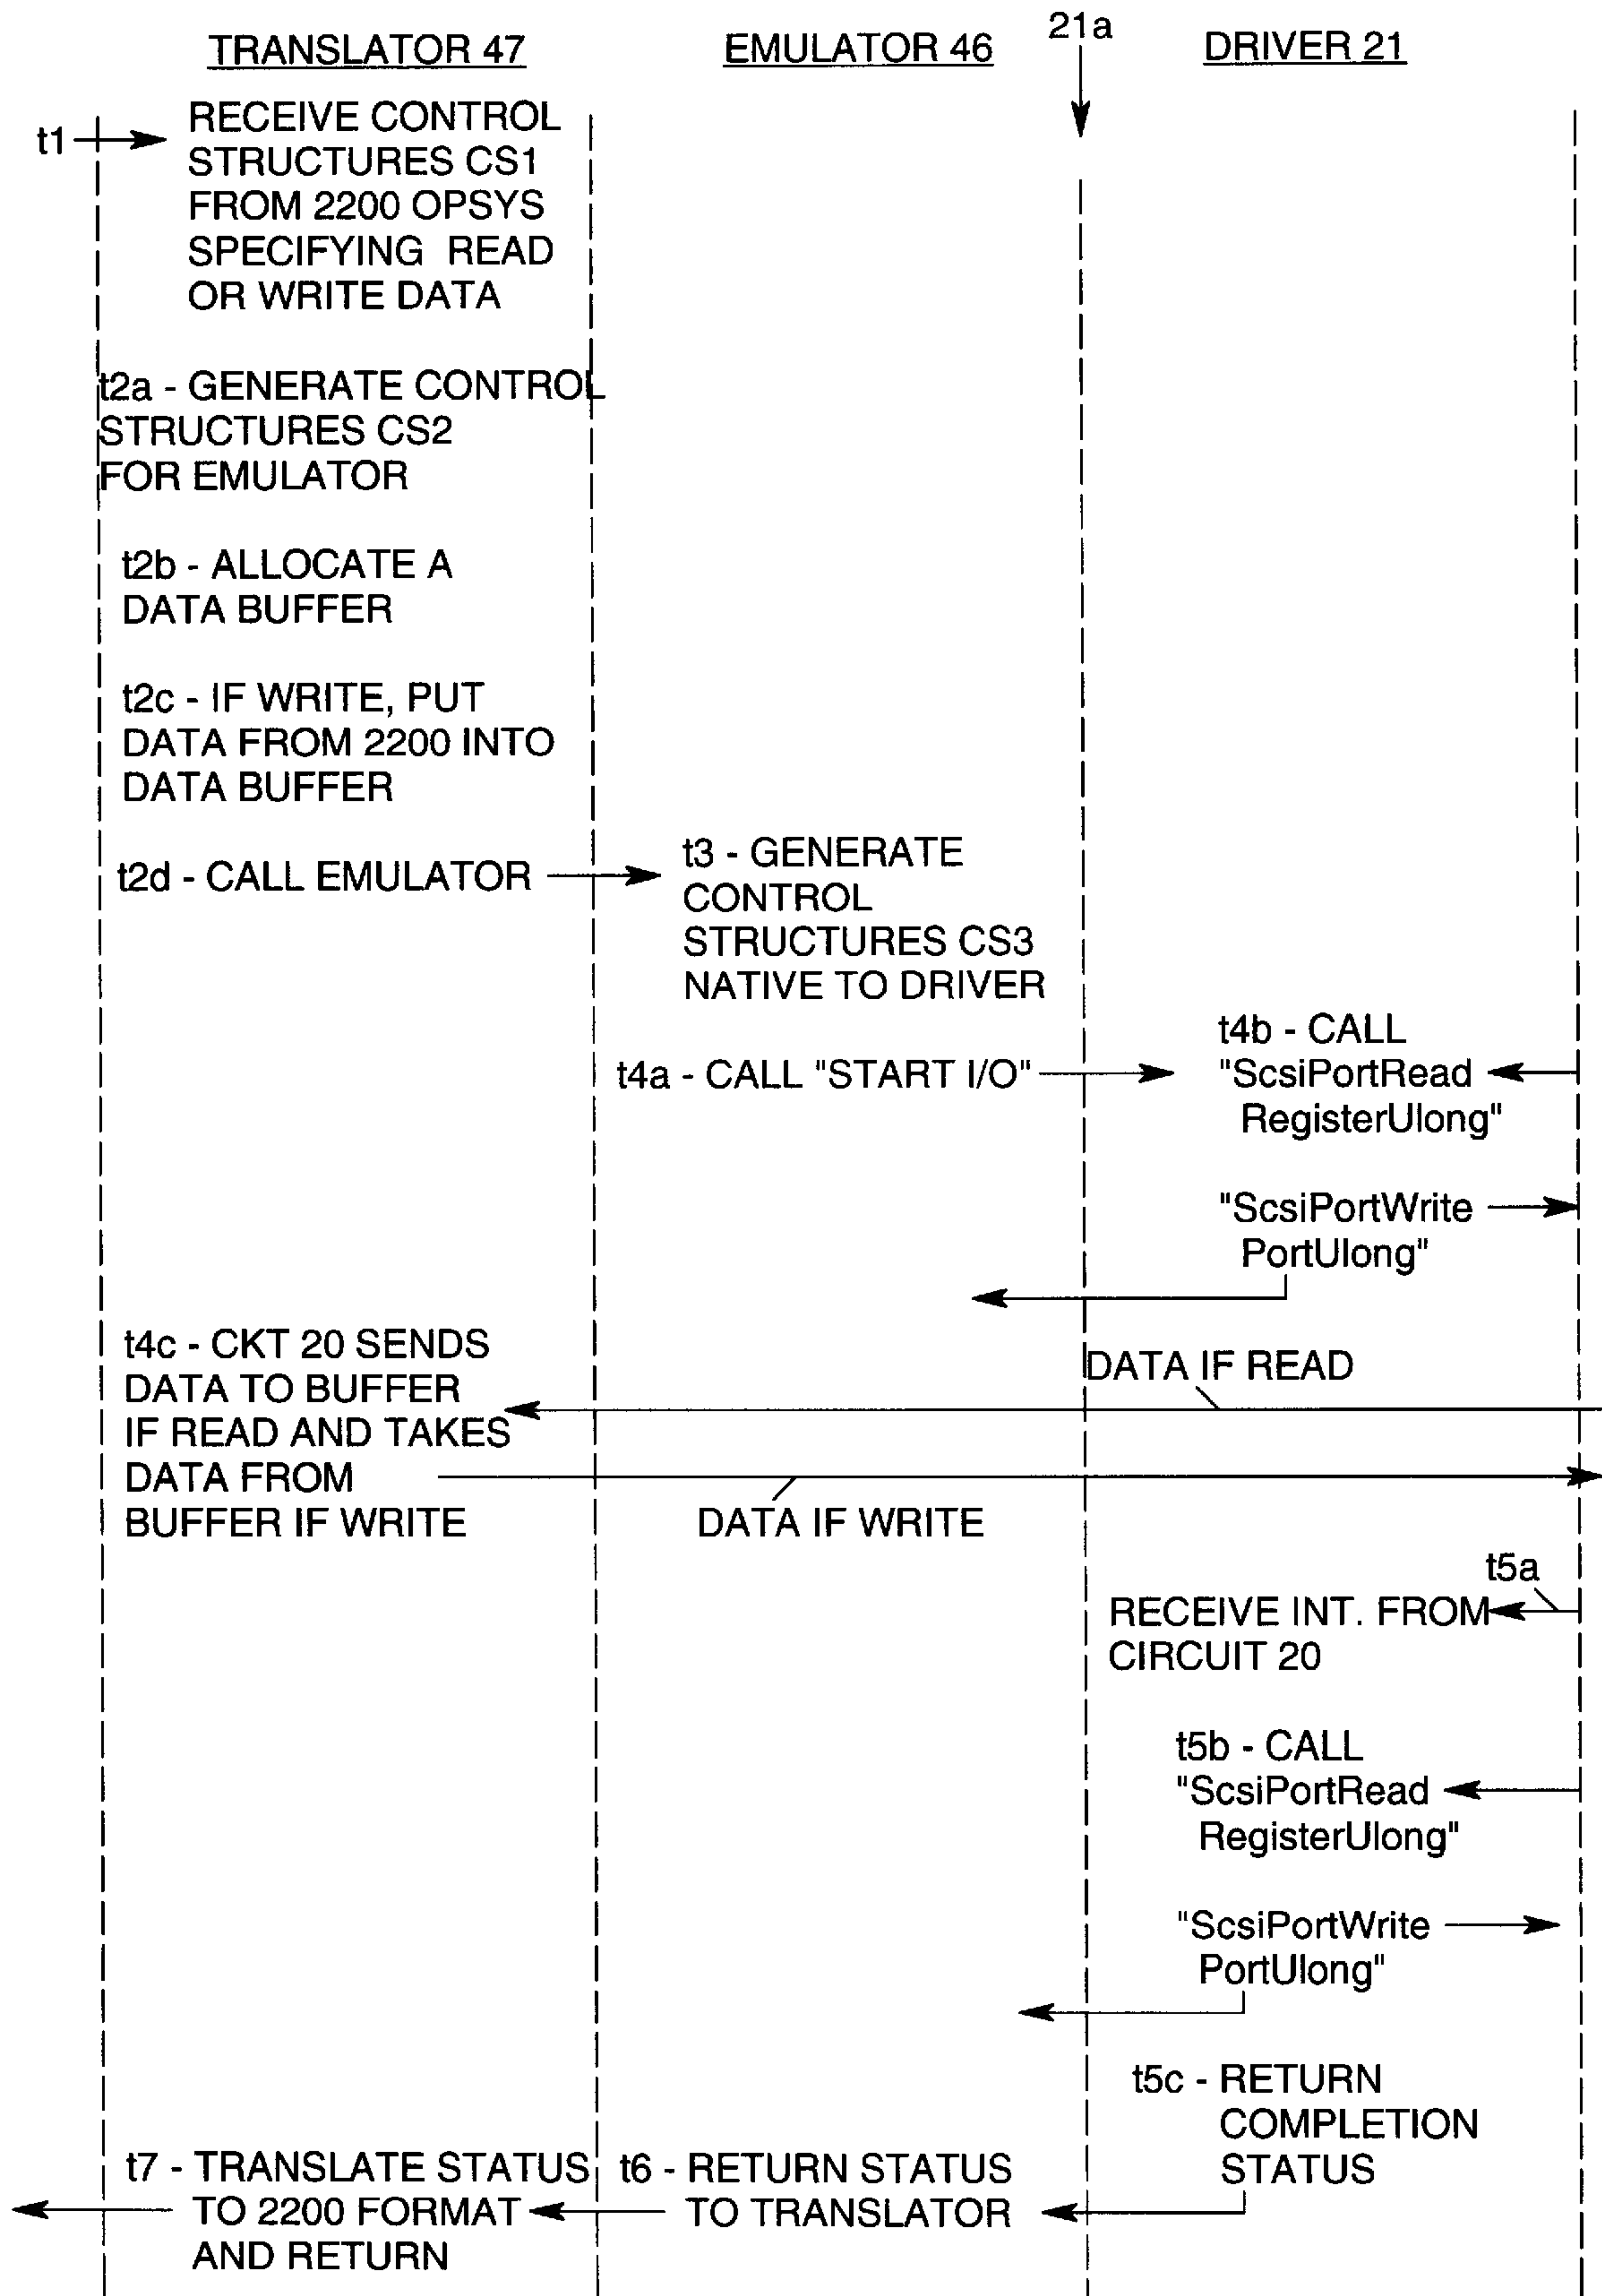 TRANSLATOR 47
EMULATOR 46
21a
DRIVER 21
t1
RECEIVE CONTROL
STRUCTURES CS1
FROM 2200 OPSYS
SPECIFYING READ
OR WRITE DATA
t2a - GENERATE CONTROL
STRUCTURES CS2
FOR EMULATOR
t2b - ALLOCATE A
DATA BUFFER
t2c - IF WRITE, PUT
DATA FROM 2200 INTO
DATA BUFFER
t2d - CALL EMULATOR
t3 - GENERATE
CONTROL
STRUCTURES CS3
NATIVE TO DRIVER
t4a - CALL "START I/O"
t4b - CALL
"ScsiPortRead
RegisterUlong"
"ScsiPortWrite
PortUlong"
t4c - CKT 20 SENDS
DATA TO BUFFER
IF READ AND TAKES
DATA FROM
BUFFER IF WRITE
DATA IF READ
DATA IF WRITE
t5a
RECEIVE INT. FROM
CIRCUIT 20
t5b - CALL
"ScsiPortRead
RegisterUlong"
"ScsiPortWrite
PortUlong"
t5c - RETURN
COMPLETION
STATUS
t6 - RETURN STATUS
TO TRANSLATOR
t7 - TRANSLATE STATUS
TO 2200 FORMAT
AND RETURN